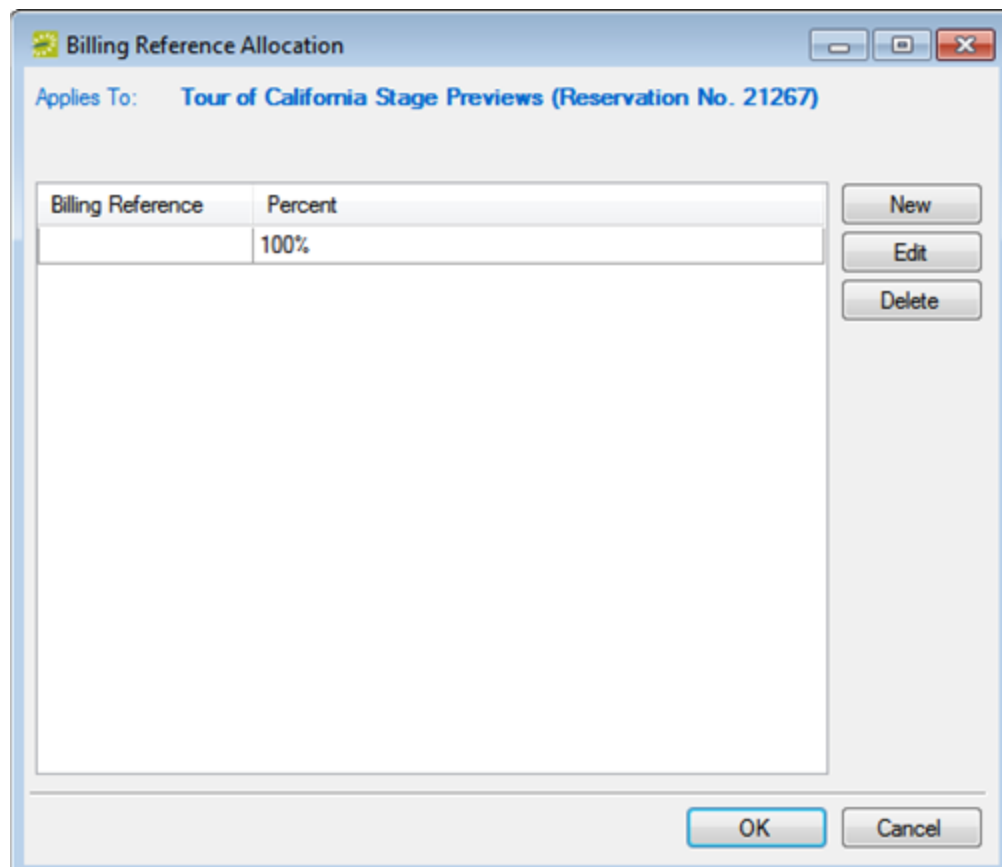 Billing Reference Allocation
Applies To: Tour of California Stage Previews (Reservation No. 21267)
Billing Reference Percent
100%
New
Edit
Delete
OK Cancel